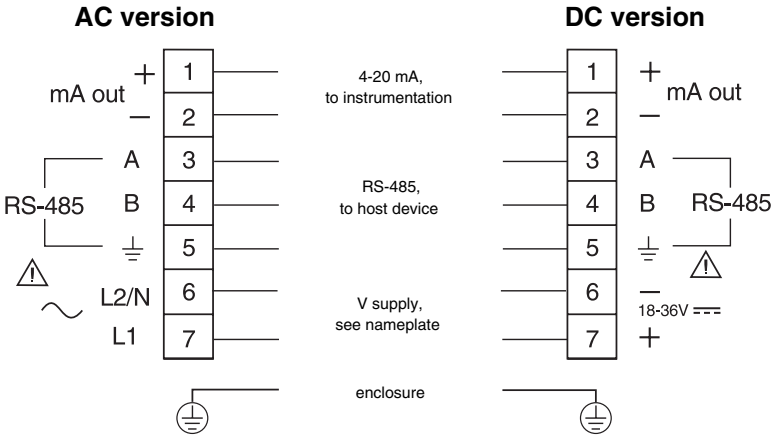 AC version
DC version
mA out
+
−
1
2
3
4
5
6
7
A
B
RS-485
L2/N
L1
4-20 mA,
to instrumentation
RS-485,
to host device
V supply,
see nameplate
enclosure
1
2
3
4
5
6
7
+
−
mA out
A
B
RS-485
−
18-36V
+